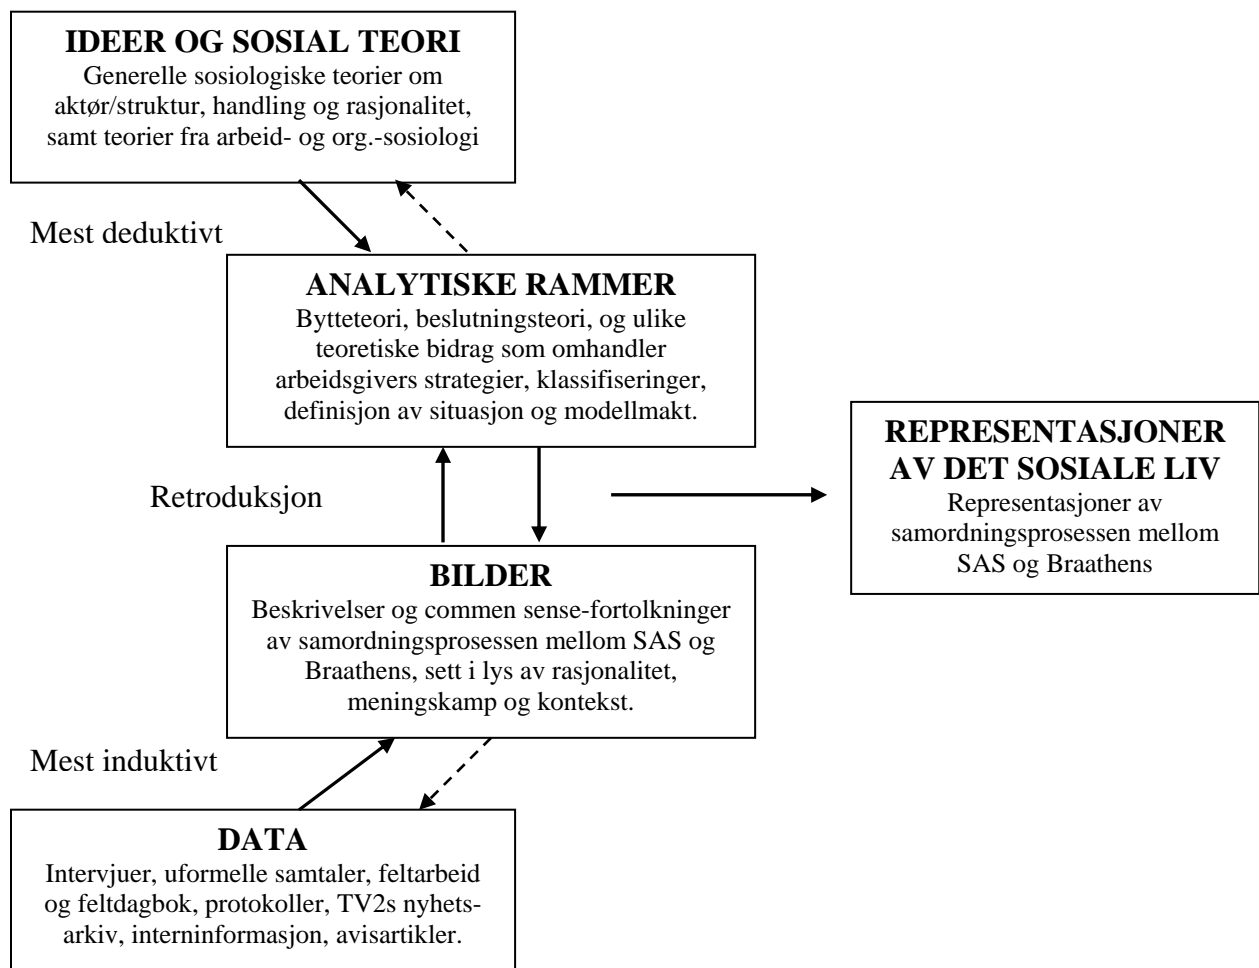 IDEER OG SOSIAL TEORI
Generelle sosiologiske teorier om
aktør/struktur, handling og rasjonalitet,
samt teorier fra arbeid- og org.-sosiologi
Mest deduktivt
ANALYTISKE RAMMER
Bytteteori, beslutningsteori, og ulike
teoretiske bidrag som omhandler
arbeidsgivers strategier, klassifiseringer,
definisjon av situasjon og modellmakt.
REPRESENTASJONER
AV DET SOSIALE LIV
Representasjoner av
samordningsprosessen mellom
SAS og Braathens
Retroduksjon
BILDER
Beskrivelser og commen sense-fortolkninger
av samordningsprosessen mellom SAS og
Braathens, sett i lys av rasjonalitet,
meningskamp og kontekst.
Mest induktivt
DATA
Intervjuer, uformelle samtaler, feltarbeid
og feltdagbok, protokoller, TV2s nyhets-
arkiv, interninformasjon, avisartikler.